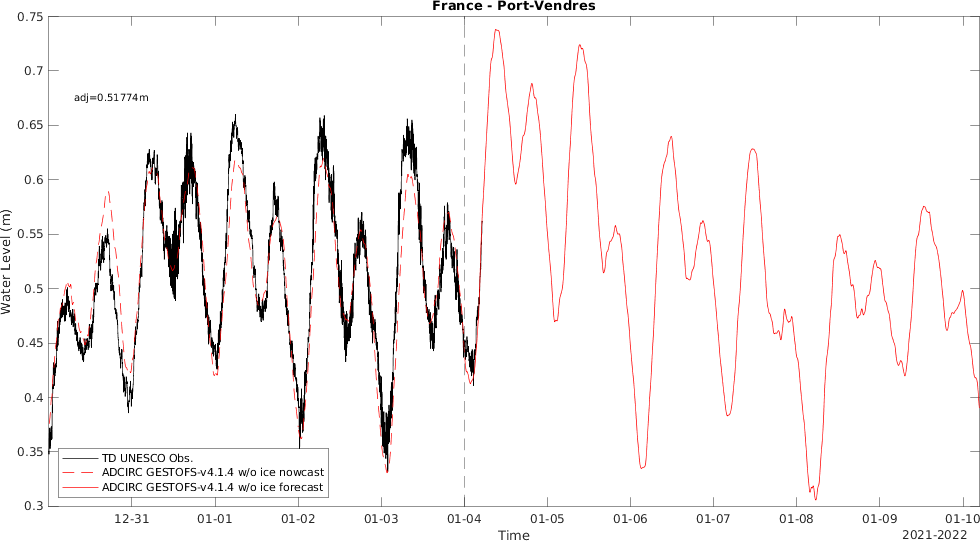 France - Port-Vendres
0.75
0.7
0.65
0.6
0.55
0.5
0.45
0.4
0.35
0.3
Water Level (m)
adj=0.51774m
TD UNESCO Obs.
ADCIRC GESTOFS-v4.1.4 w/o ice nowcast
ADCIRC GESTOFS-v4.1.4 w/o ice forecast
12-31 01-01 01-02 01-03 01-04 01-05 01-06 01-07 01-08 01-09 01-10
Time
2021-2022